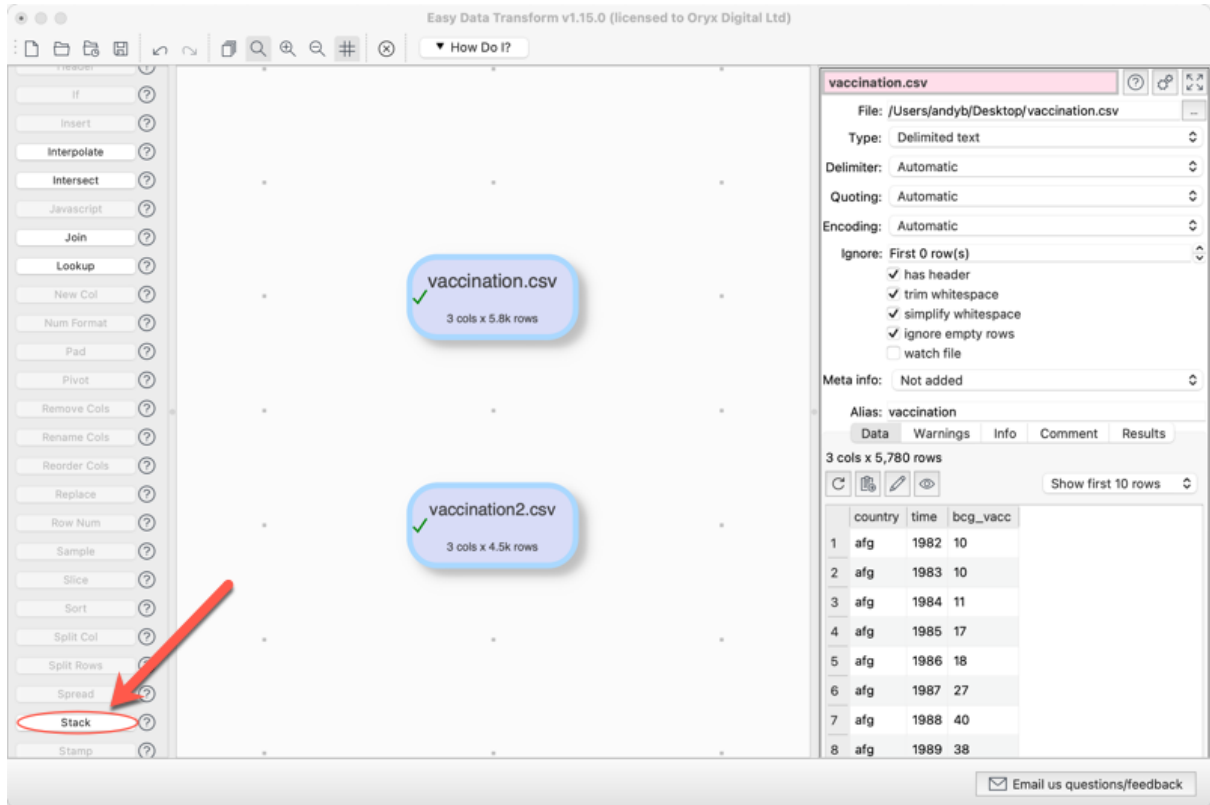 Easy Data Transform v1.15.0 (licensed to Oryx Digital Ltd)
▼ How Do I?
Header
If
Insert
Interpolate
Intersect
Javascript
Join
Lookup
New Col
Num Format
Pad
Pivot
Remove Cols
Rename Cols
Reorder Cols
Replace
Row Num
Sample
Slice
Sort
Split Col
Split Rows
Spread
Stack
Stamp
vaccination.csv
3 cols x 5.8k rows
vaccination2.csv
3 cols x 4.5k rows
vaccination.csv
File: /Users/andyb/Desktop/vaccination.csv ...
Type: Delimited text
Delimiter: Automatic
Quoting: Automatic
Encoding: Automatic
Ignore: First 0 row(s)
has header
trim whitespace
simplify whitespace
ignore empty rows
watch file
Meta info: Not added
Alias: vaccination
Data Warnings Info Comment Results
3 cols x 5,780 rows
Show first 10 rows
country time bcg_vacc
1 afg 1982 10
2 afg 1983 10
3 afg 1984 11
4 afg 1985 17
5 afg 1986 18
6 afg 1987 27
7 afg 1988 40
8 afg 1989 38
Email us questions/feedback